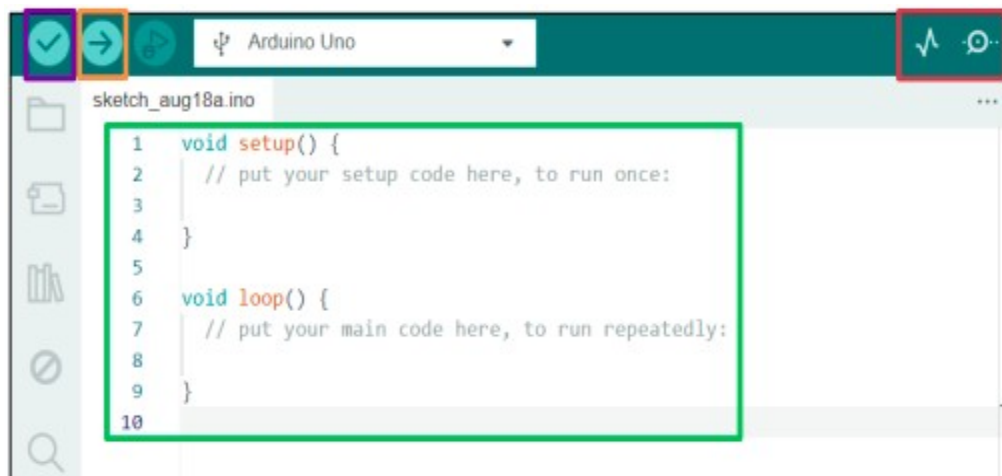 Arduino Uno
sketch_aug18a.ino
...
1 void setup() {
2 // put your setup code here, to run once:
3
4 }
5
6 void loop() {
7 // put your main code here, to run repeatedly:
8
9 }
10